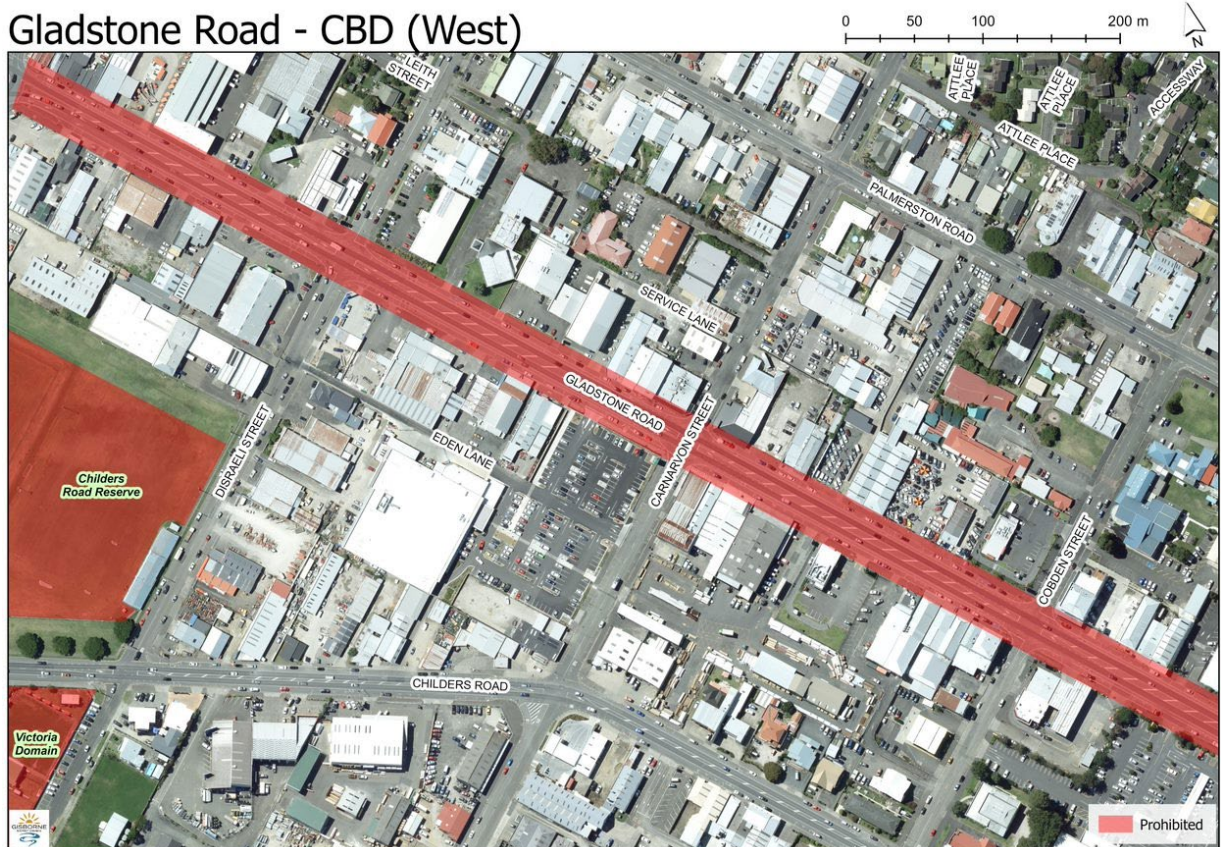 Gladstone Road - CBD (West)
0 50 100 200 m
N
LEITH
STREET
ATTLEE
PLACE
ATTLEE
PLACE
ACCESSWAY
ATTLEE PLACE
PALMERSTON ROAD
SERVICE LANE
GLADSTONE ROAD
CARNARVON STREET
EDEN LANE
DISRAELI STREET
Childers
Road Reserve
COBDEN STREET
CHILDERS ROAD
Victoria
Domain
GISBORNE
Prohibited